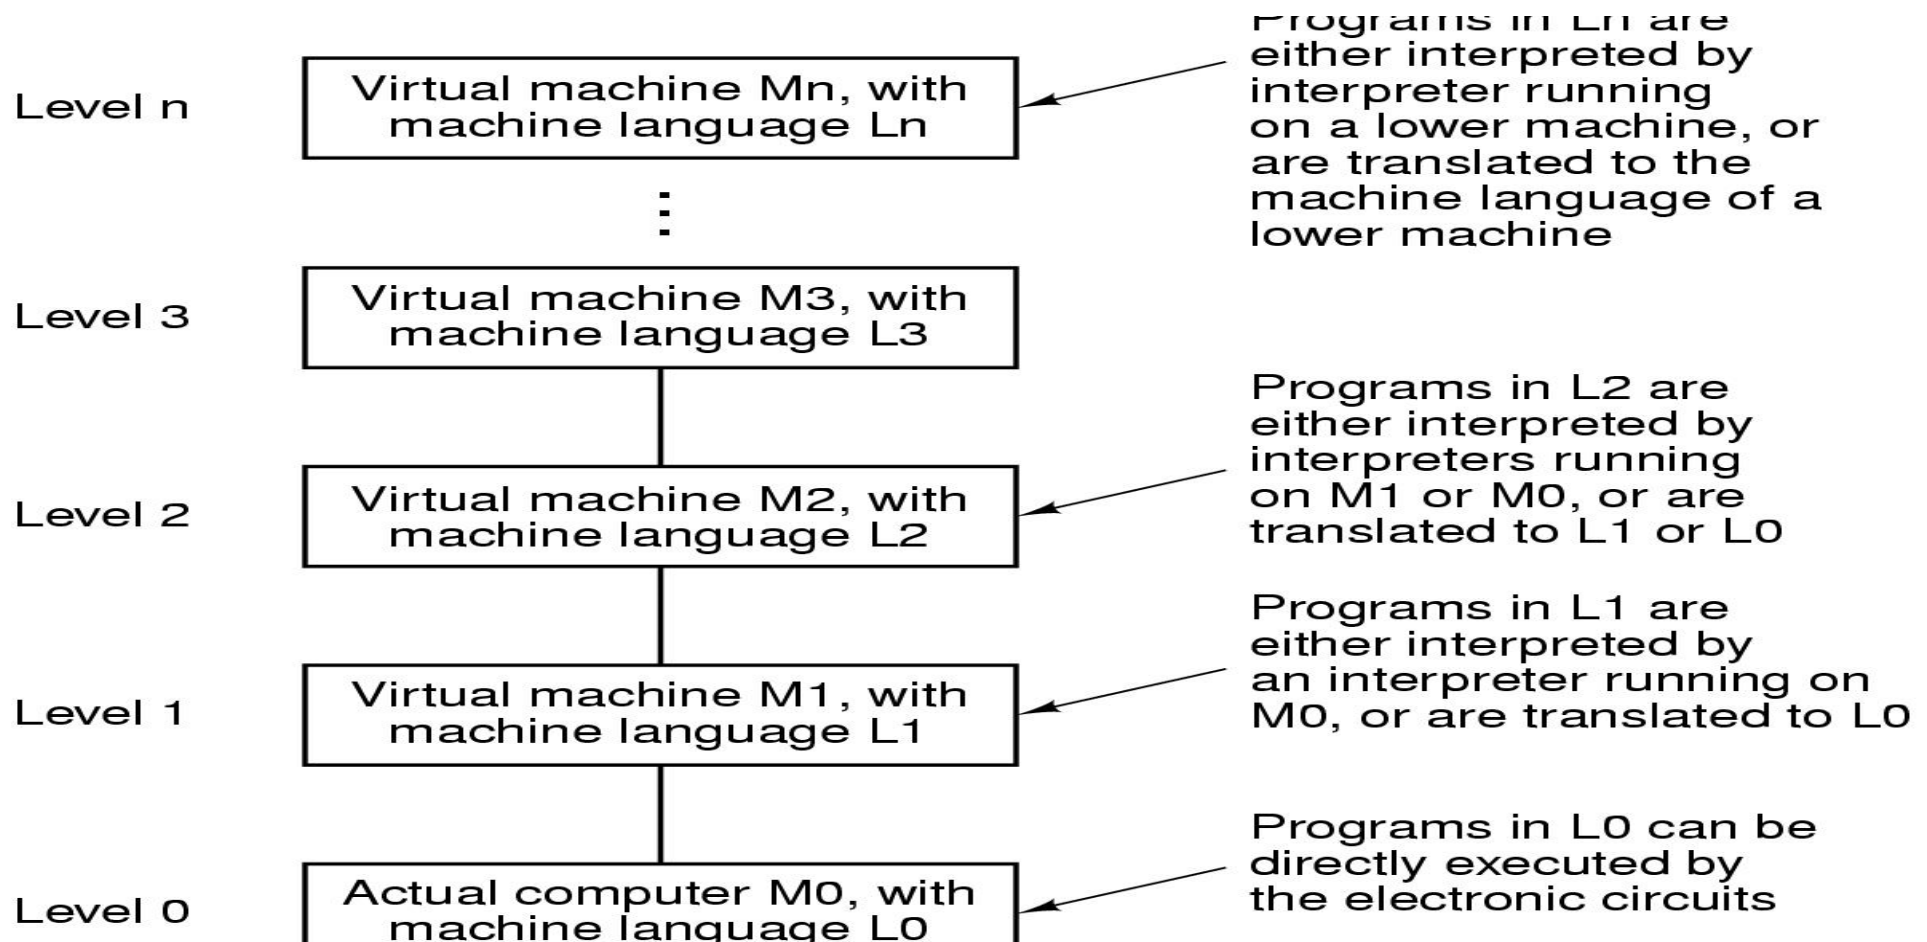 Programs in Ln are
either interpreted by
interpreter running
on a lower machine, or
are translated to the
machine language of a
lower machine
Level n
Virtual machine Mn, with
machine language Ln
Level 3
Virtual machine M3, with
machine language L3
Programs in L2 are
either interpreted by
interpreters running
on M1 or M0, or are
translated to L1 or L0
Level 2
Virtual machine M2, with
machine language L2
Programs in L1 are
either interpreted by
an interpreter running on
M0, or are translated to L0
Level 1
Virtual machine M1, with
machine language L1
Programs in L0 can be
directly executed by
the electronic circuits
Level 0
Actual computer M0, with
machine language L0